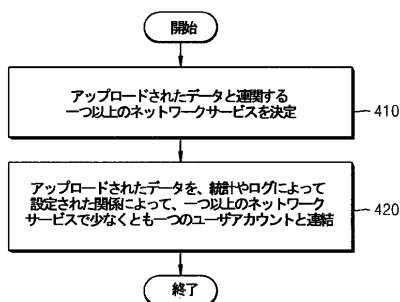 開始
アップロードされたデータと連関する
一つ以上のネットワークサービスを決定
410
アップロードされたデータを、統計やログによって
設定された関係によって、一つ以上のネットワーク
サービスで少なくとも一つのユーザアカウントと連結
420
終了